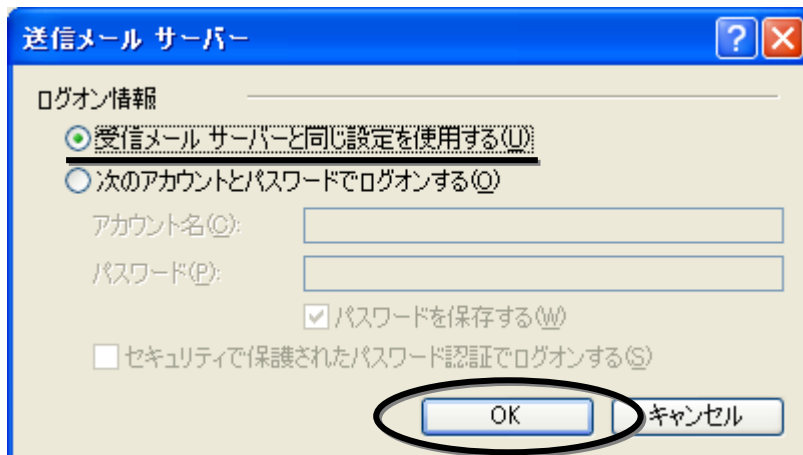 送信メール サーバー
ログオン情報
受信メール サーバーと同じ設定を使用する(U)
次のアカウントとパスワードでログオンする(O)
アカウント名(C):
パスワード(P):
パスワードを保存する(W)
セキュリティで保護されたパスワード認証でログオンする(S)
OK キャンセル